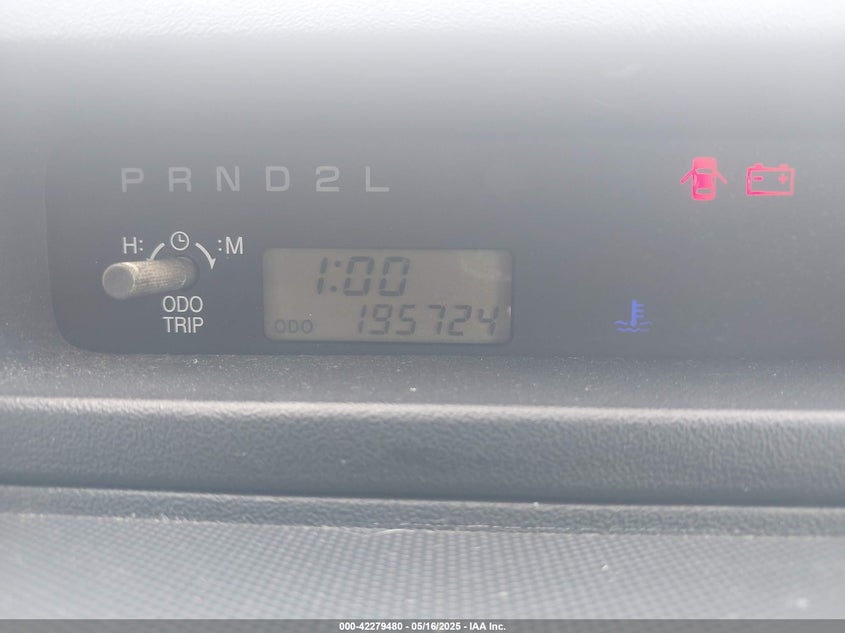 P R N D 2 L
H: :M
ODO
TRIP
1:00
ODO 195724
000-42279480 - 05/16/2025 - IAA Inc.